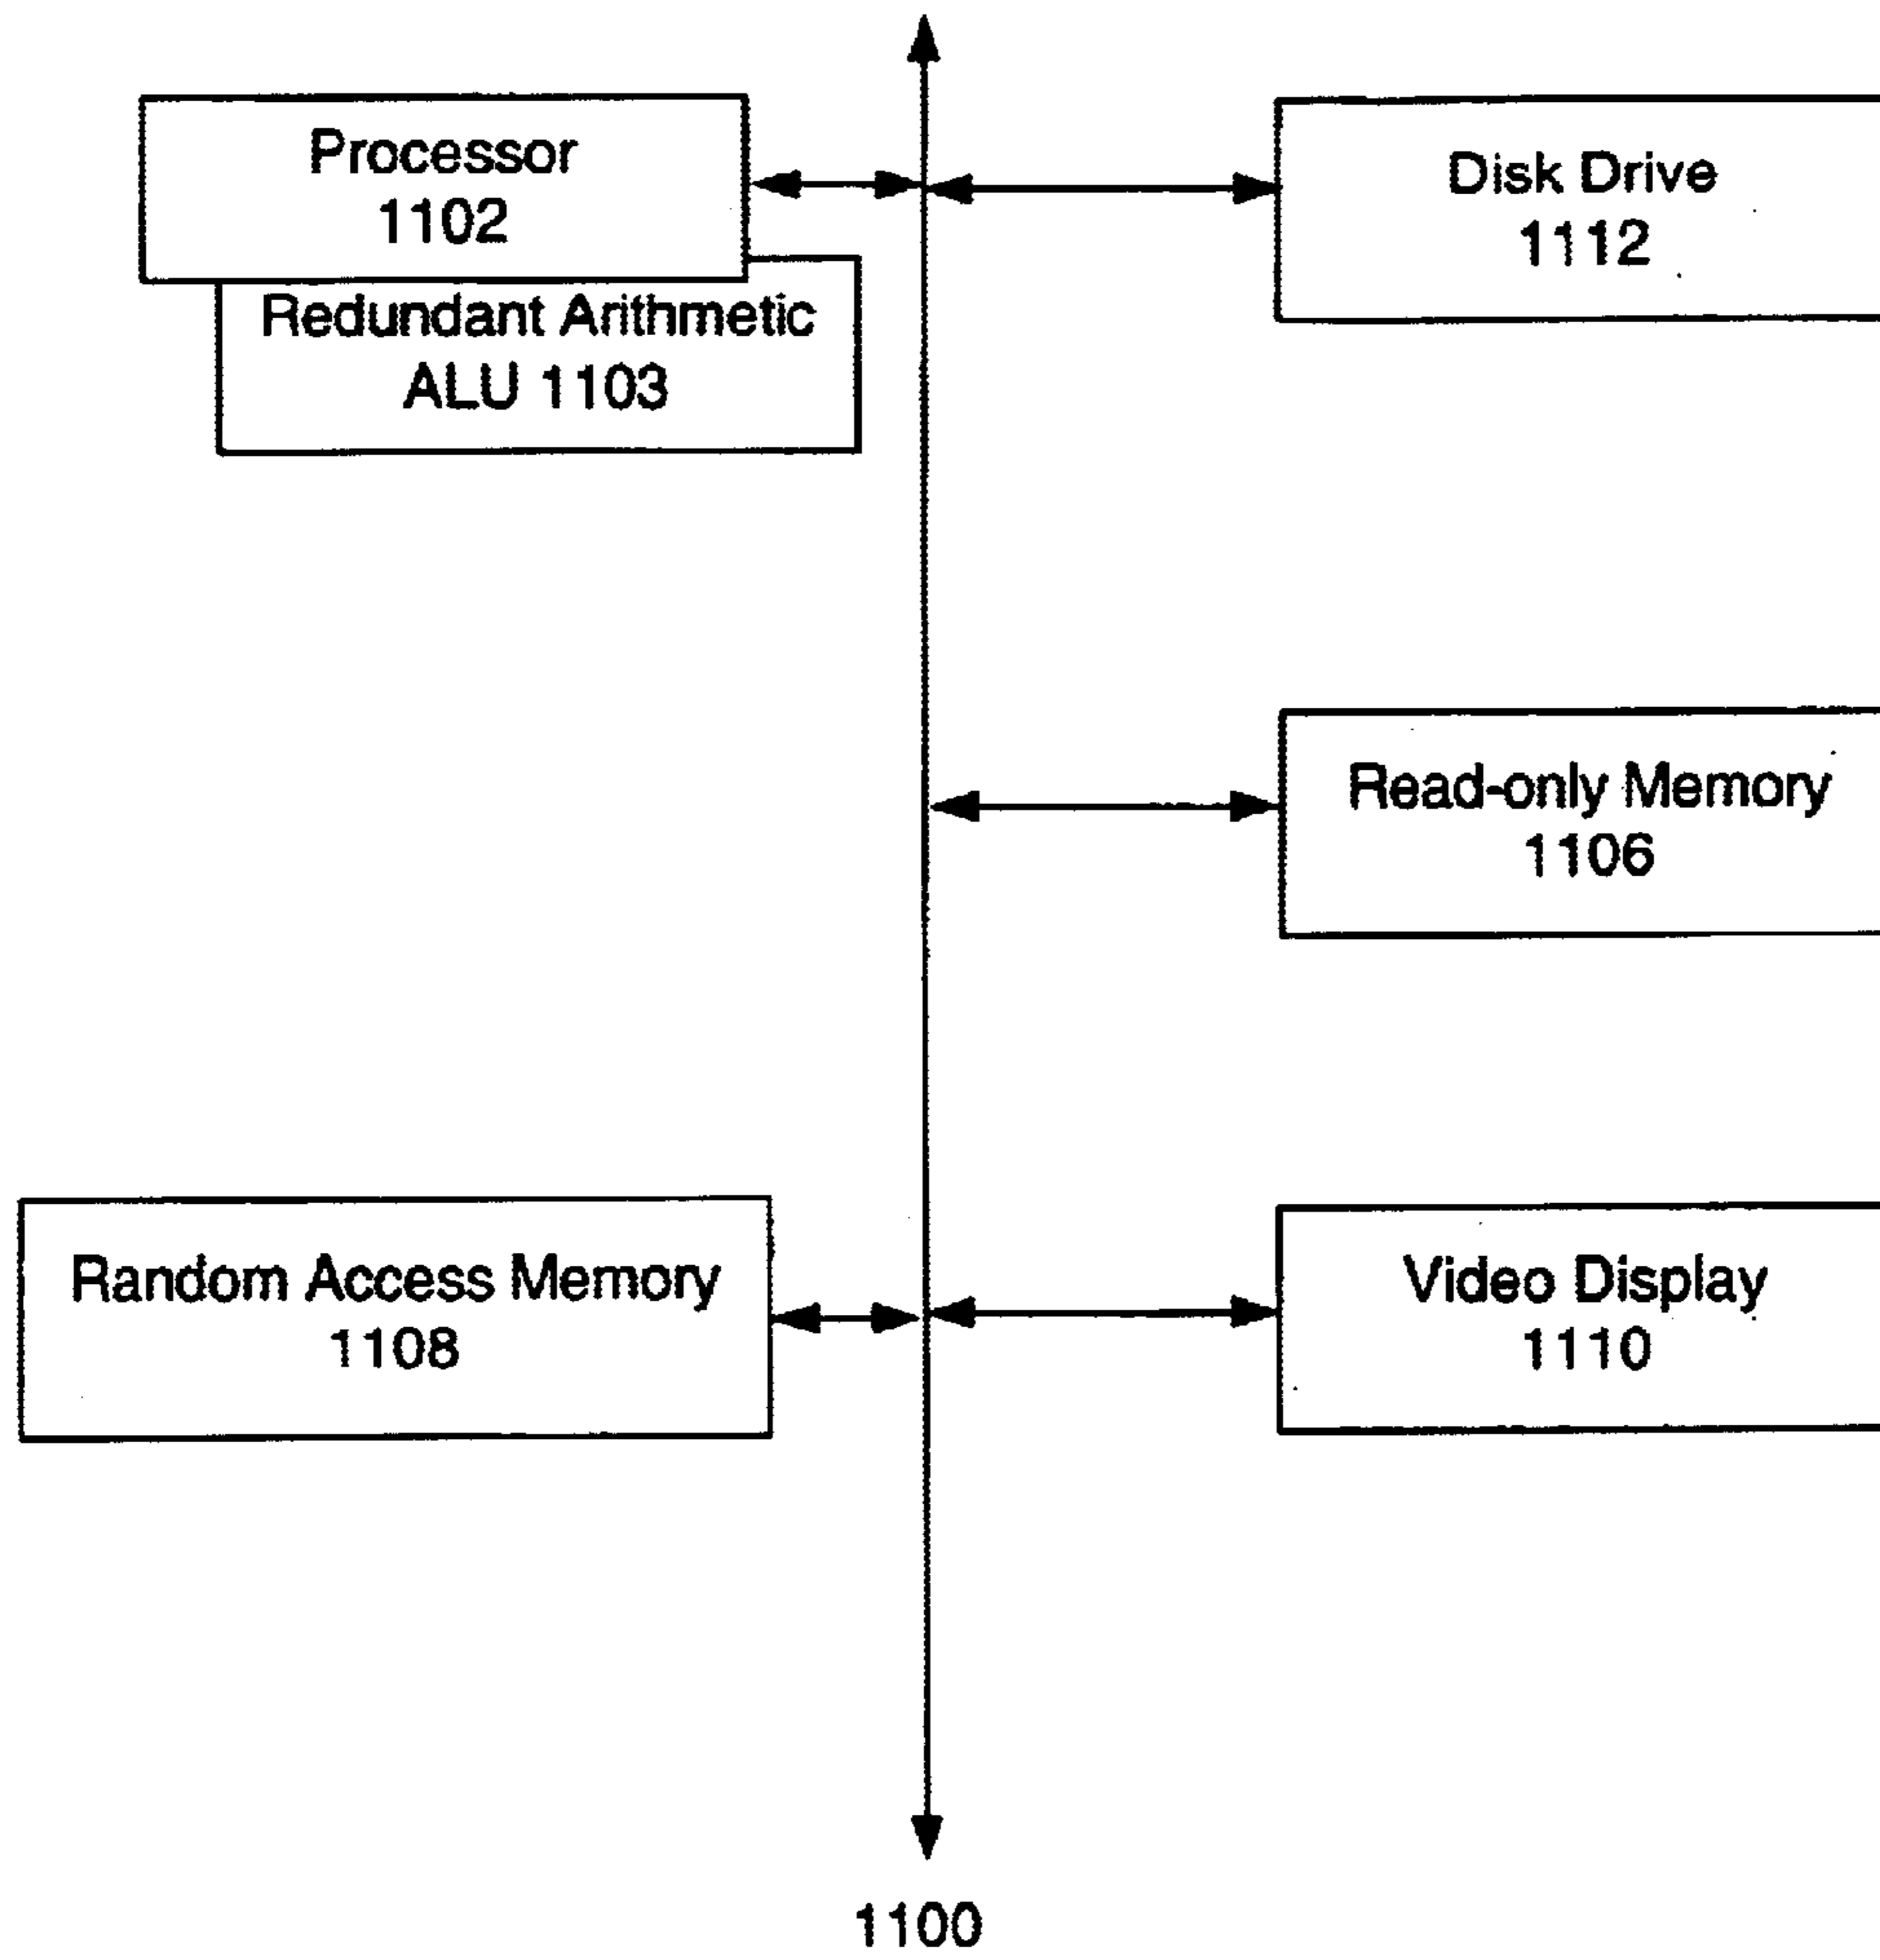 Processor
1102
Redundant Arithmetic
ALU 1103
Disk Drive
1112
Read-only Memory
1106
Random Access Memory
1108
Video Display
1110
1100